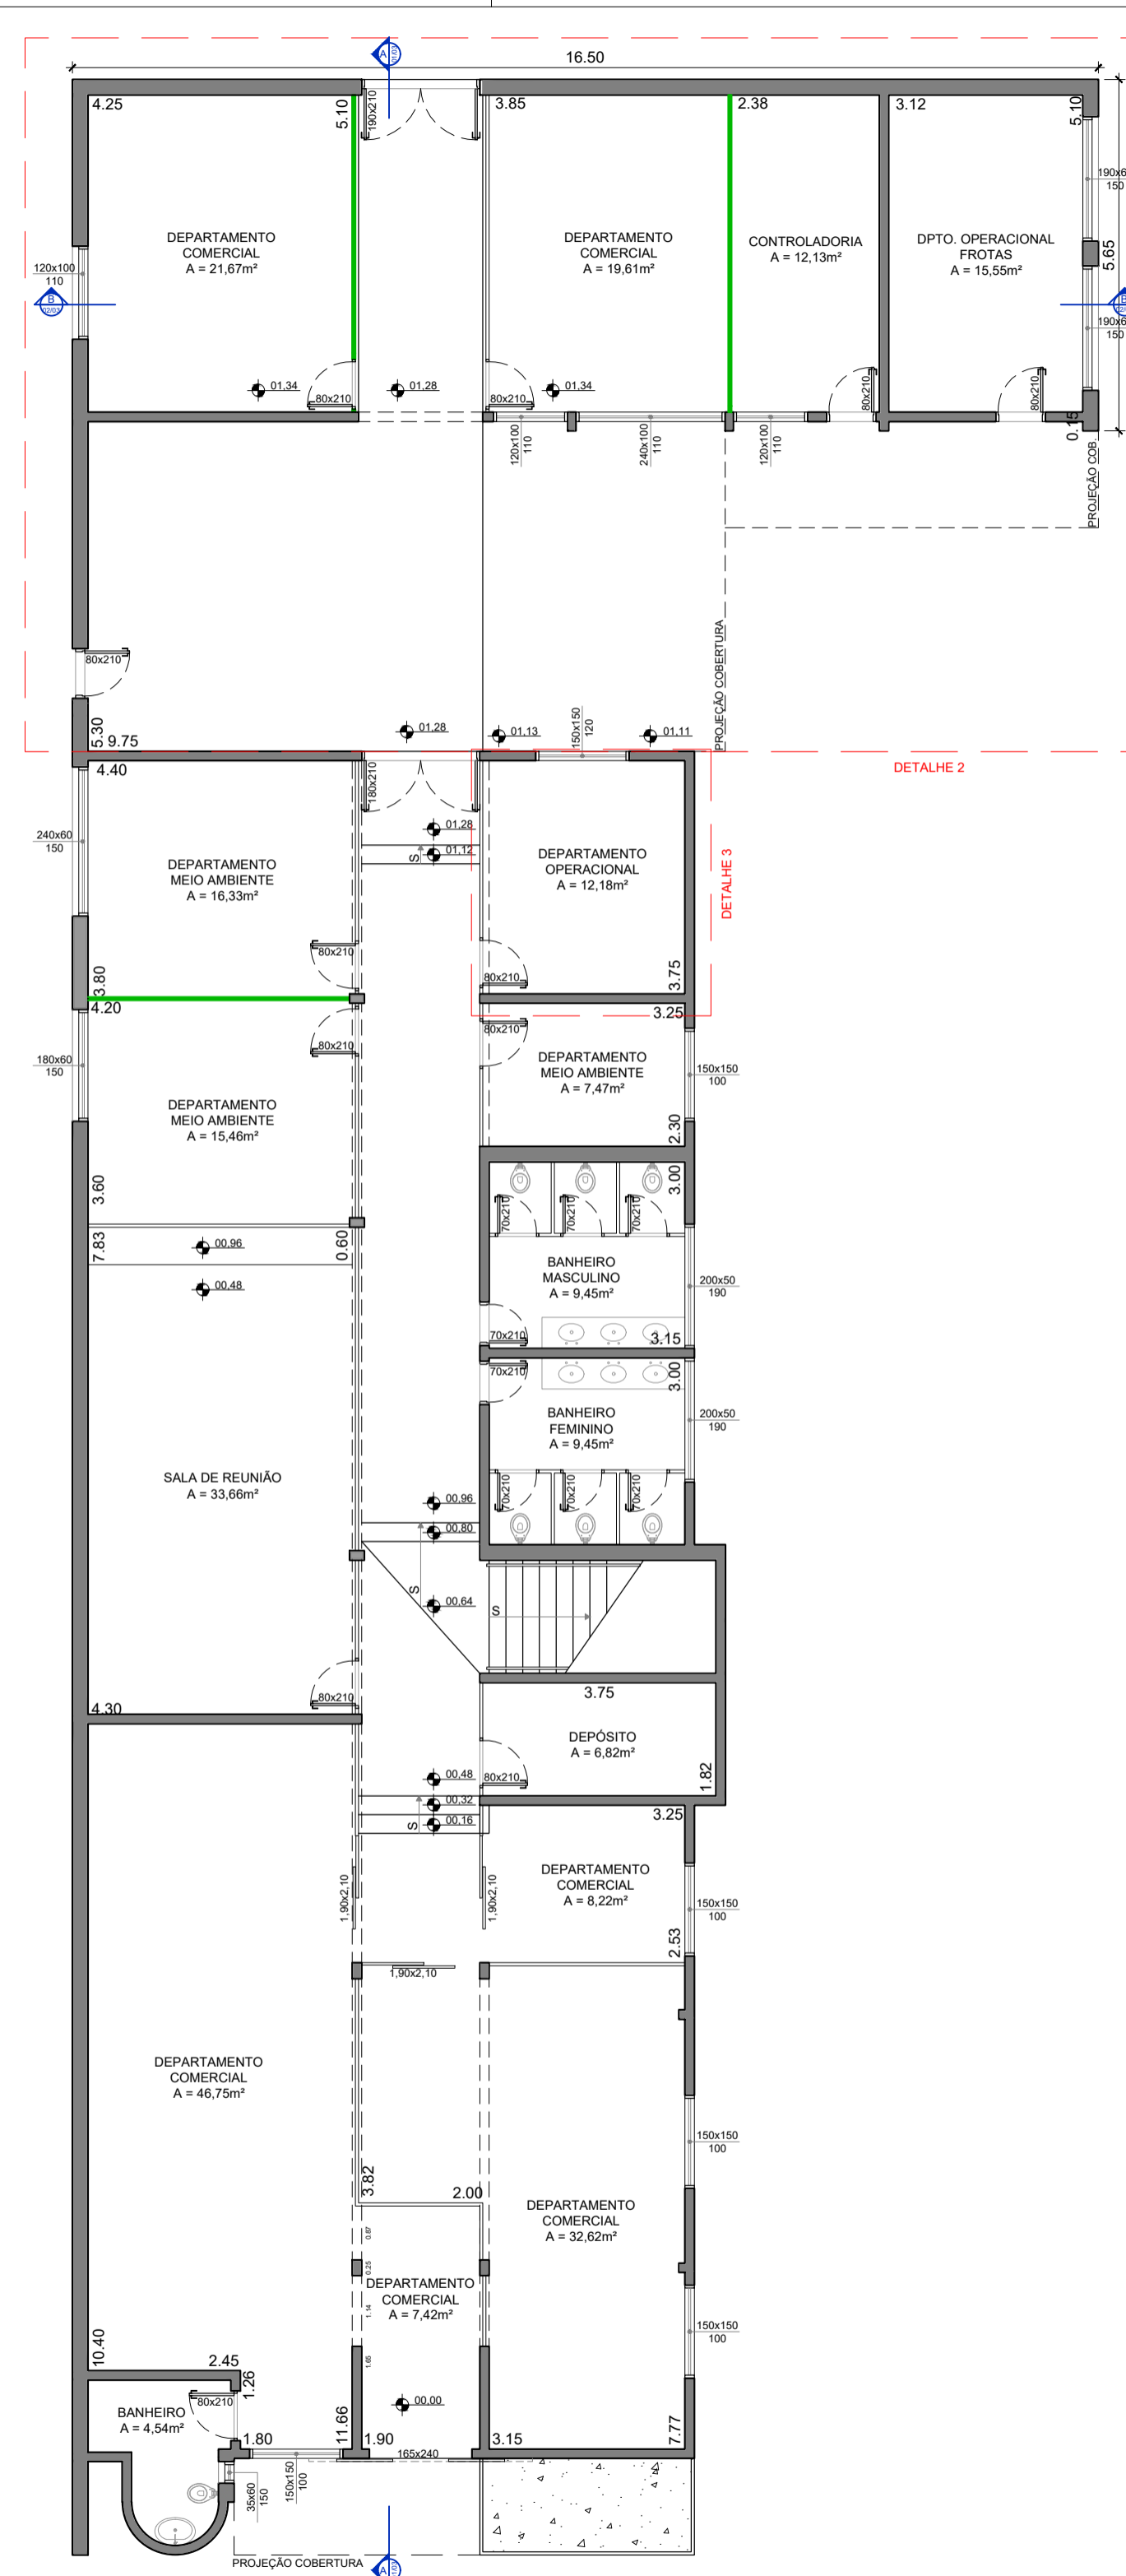 A
01/03
16.50
4.25
5.10
190x210
3.85
2.38
3.12
5.10
190x6
150
DEPARTAMENTO
COMERCIAL
A = 21,67m²
DEPARTAMENTO
COMERCIAL
A = 19,61m²
CONTROLADORIA
A = 12,13m²
DPTO. OPERACIONAL
FROTAS
A = 15,55m²
5.65
120x100
110
B
02/03
190x6
150
01,34
01,28
01,34
80x210
80x210
80x210
80x210
0.15
120x100
110
240x100
110
120x100
110
PROJEÇÃO COB.
PROJEÇÃO COBERTURA
80x210
5.30
9.75
01,28
01,13
150x150
120
01,11
DETALHE 2
4.40
180x210
240x60
150
01,28
01,12
S
DEPARTAMENTO
MEIO AMBIENTE
A = 16,33m²
DEPARTAMENTO
OPERACIONAL
A = 12,18m²
DETALHE 3
80x210
3.80
80x210
3.75
4.20
3.25
80x210
80x210
180x60
150
DEPARTAMENTO
MEIO AMBIENTE
A = 7,47m²
150x150
100
DEPARTAMENTO
MEIO AMBIENTE
A = 15,46m²
2.30
3.60
3.00
70x210
70x210
70x210
7.83
00,96
0.60
00,48
BANHEIRO
MASCULINO
A = 9,45m²
200x50
190
70x210
3.15
70x210
3.00
BANHEIRO
FEMININO
A = 9,45m²
200x50
190
SALA DE REUNIÃO
A = 33,66m²
70x210
70x210
70x210
00,96
00,80
S
00,64
S
80x210
4.30
3.75
DEPÓSITO
A = 6,82m²
1.82
00,48
80x210
00,32
00,16
S
3.25
DEPARTAMENTO
COMERCIAL
A = 8,22m²
1,90x2,10
1,90x2,10
150x150
100
2.53
1,90x2,10
DEPARTAMENTO
COMERCIAL
A = 46,75m²
150x150
100
3.82
2.00
DEPARTAMENTO
COMERCIAL
A = 32,62m²
0.87
0.25
DEPARTAMENTO
COMERCIAL
A = 7,42m²
1.14
150x150
100
1.65
10.40
2.45
1.26
80x210
BANHEIRO
A = 4,54m²
00,00
1.80
11.66
1.90
165x240
3.15
7.77
35x60
150
150x150
100
PROJEÇÃO COBERTURA
A